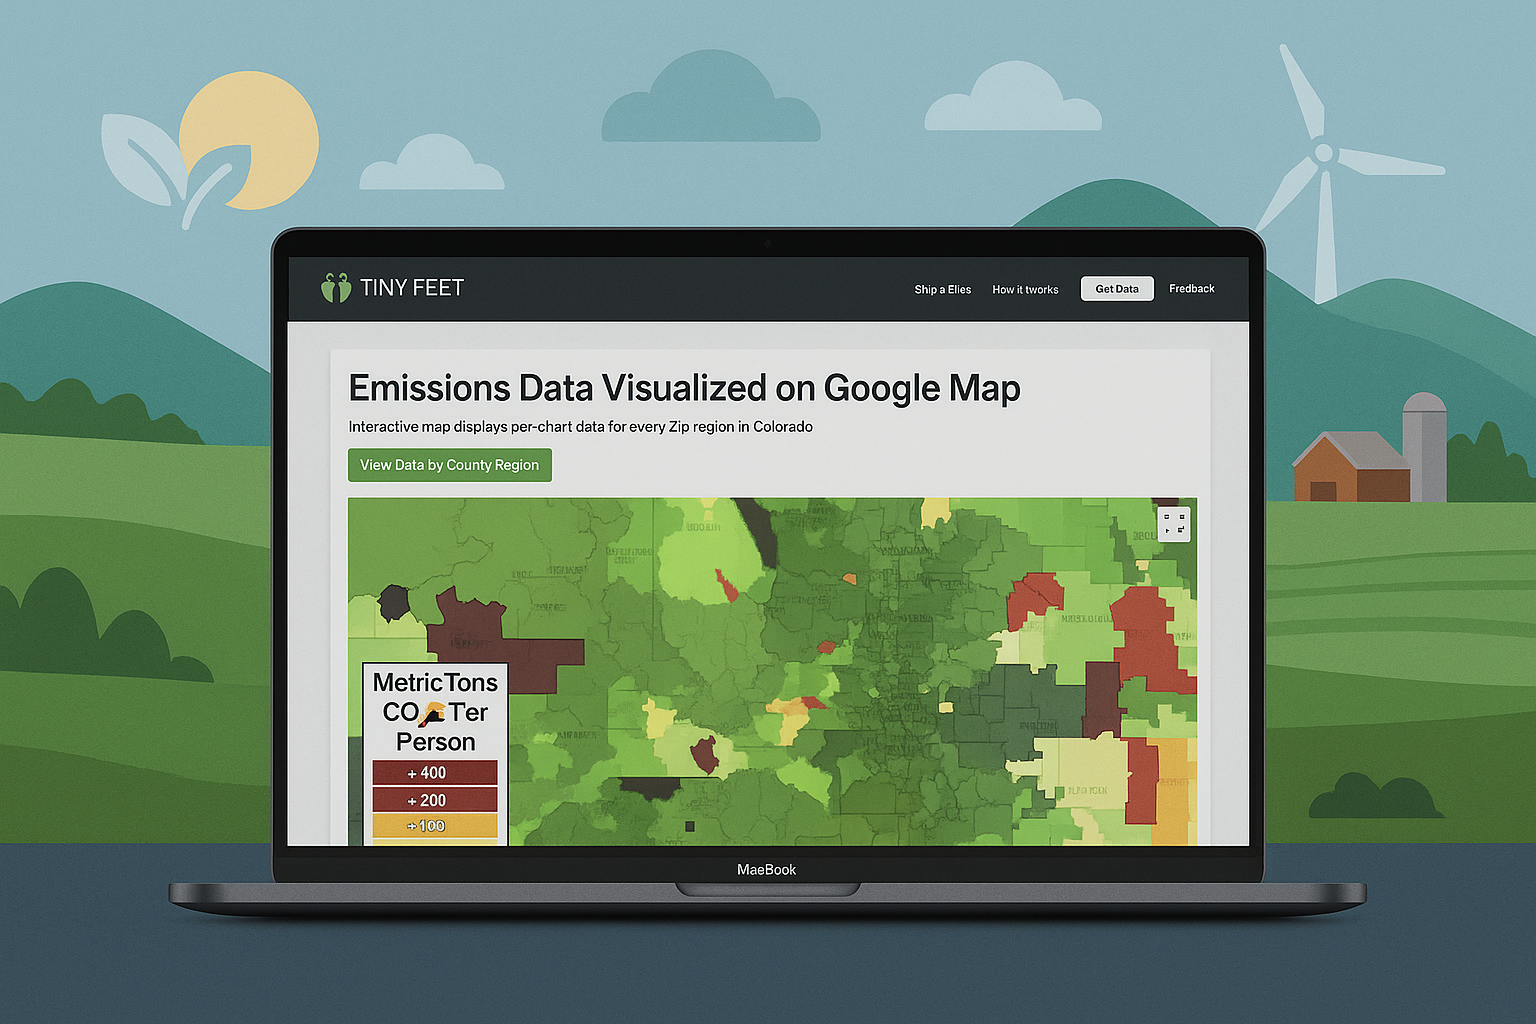 TINY FEET
Ship a Elies
How it tworks
Get Data
Fredback
Emissions Data Visualized on Google Map
Interactive map displays per-chart data for every Zip region in Colorado
View Data by County Region
Metric Tons
CO Ter
Person
+ 400
+ 200
+100
MaeBook